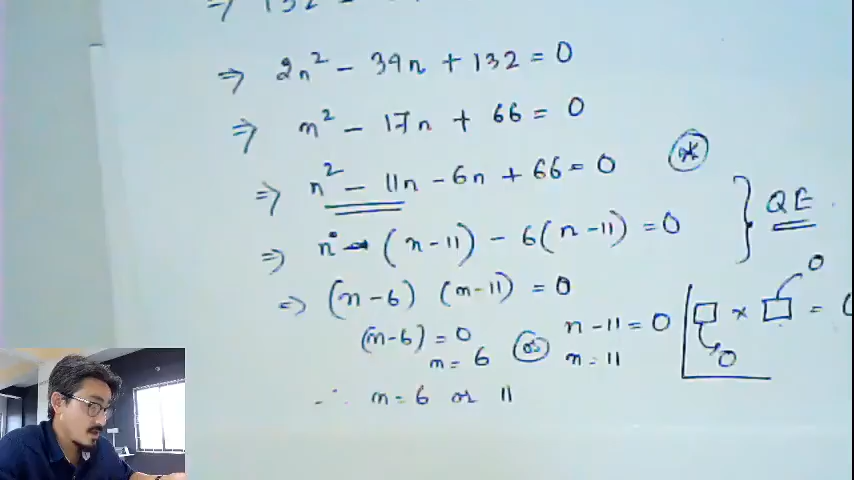 ⇒ 132 -
⇒ 2n² - 34n + 132 = 0
⇒ n² - 17n + 66 = 0
⇒ n² - 11n - 6n + 66 = 0 *
⇒ n (n-11) - 6(n-11) = 0 } QE
⇒ (n-6) (n-11) = 0
(n-6) = 0 or n-11 = 0 □ × □ = 0
n = 6 n = 11 0 0
∴ n = 6 or 11